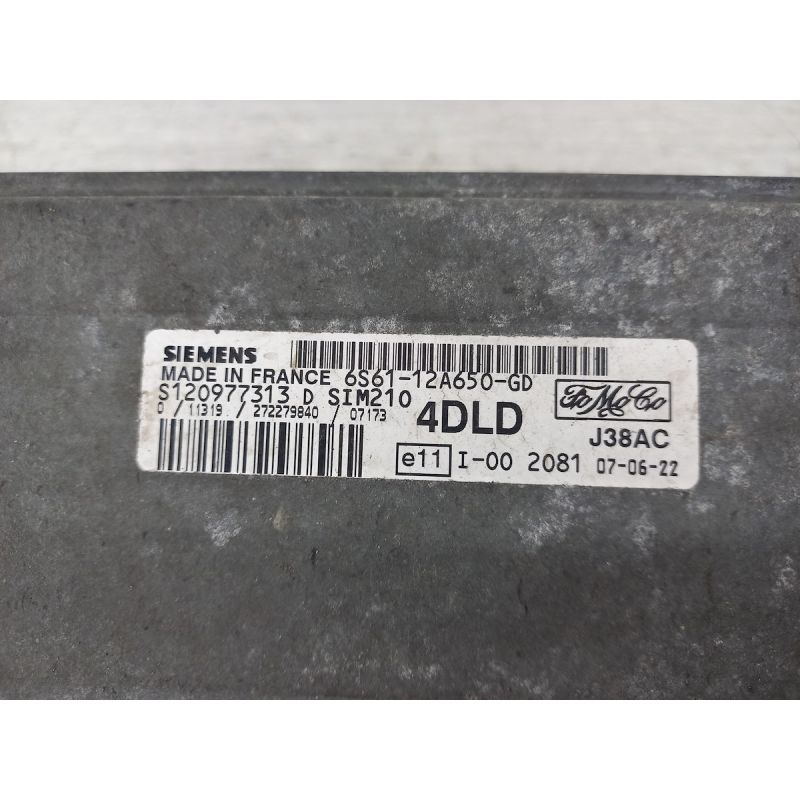 SIEMENS
MADE IN FRANCE 6S61-12A650-GD
S120977313 D SIM210
D / 11319 / 272279840 / 07173
4DLD
FoMoCo
J38AC
e11 I-00 2081 07-06-22